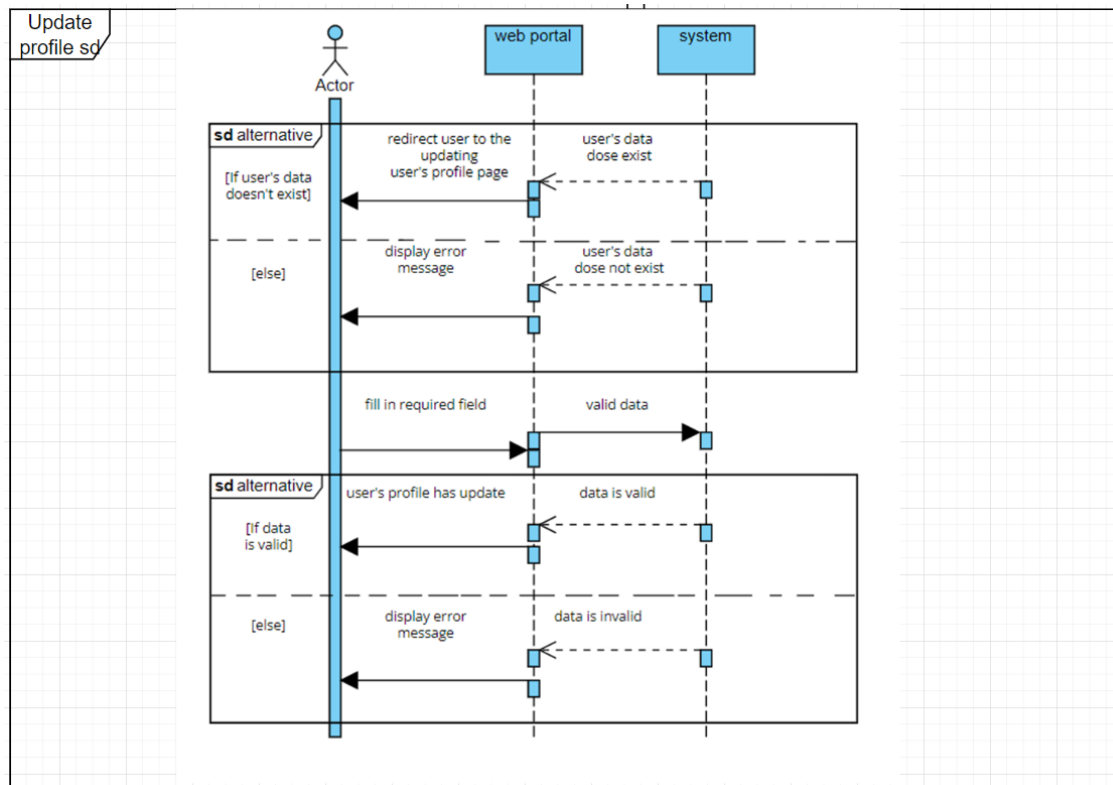 Update
profile sd
web portal
system
Actor
sd alternative
redirect user to the
updating
user's profile page
user's data
dose exist
[If user's data
doesn't exist]
display error
message
user's data
dose not exist
[else]
fill in required field
valid data
sd alternative
user's profile has update
data is valid
[If data
is valid]
[else]
display error
message
data is invalid